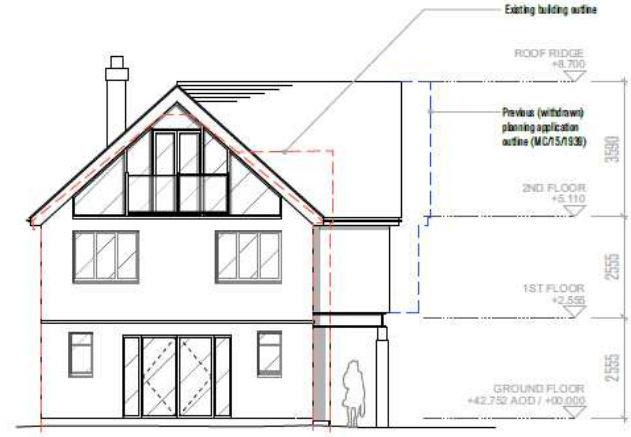 Existing building outline
ROOF RIDGE
+8.700
Previous (withdrawn)
planning application
outline (MC/15/1939)
3590
2ND FLOOR
+5.110
2555
1ST FLOOR
+2.555
2555
GROUND FLOOR
+42.752 AOD / +00.000